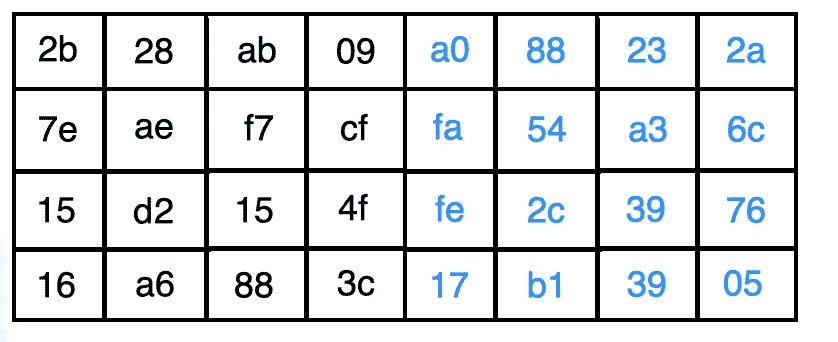 2b 28 ab 09 a0 88 23 2a
7e ae f7 cf fa 54 a3 6c
15 d2 15 4f fe 2c 39 76
16 a6 88 3c 17 b1 39 05